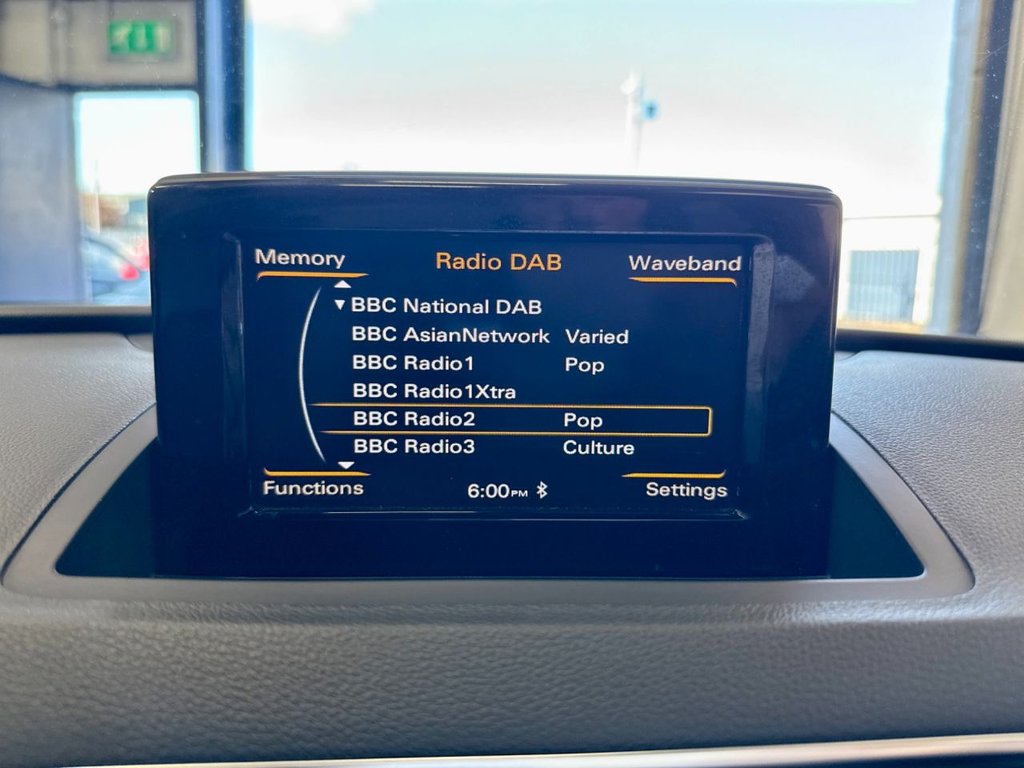 Memory Radio DAB Waveband
BBC National DAB
BBC AsianNetwork Varied
BBC Radio1 Pop
BBC Radio1Xtra
BBC Radio2 Pop
BBC Radio3 Culture
Functions 6:00PM Settings